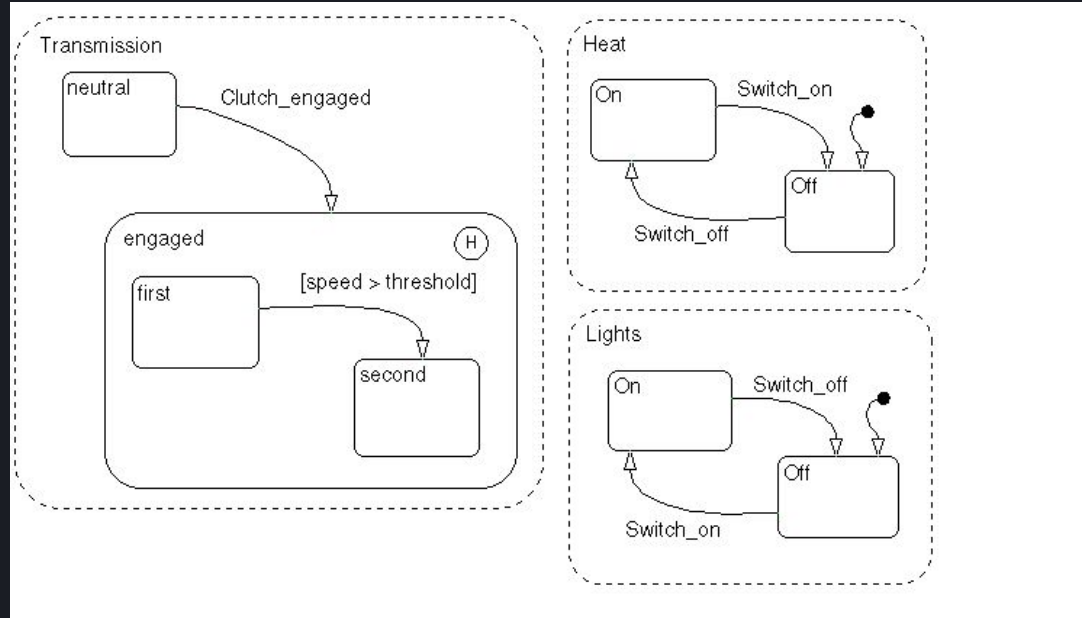 Transmission
neutral
Clutch_engaged
engaged
H
[speed > threshold]
first
second
Heat
On
Switch_on
Off
Switch_off
Lights
On
Switch_off
Off
Switch_on